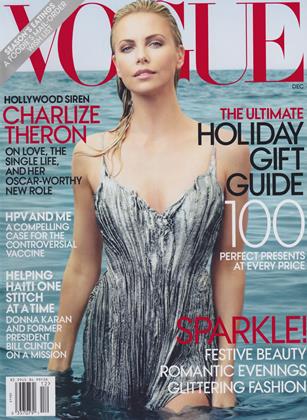 SEASON'S EATINGS
A FOODIE'S MAIL-ORDER
WISH LIST
VOGUE
DEC
HOLLYWOOD SIREN
CHARLIZE
THERON
ON LOVE, THE
SINGLE LIFE,
AND HER
OSCAR-WORTHY
NEW ROLE
HPV AND ME
A COMPELLING
CASE FOR THE
CONTROVERSIAL
VACCINE
HELPING
HAITI ONE
STITCH
AT A TIME
DONNA KARAN
AND FORMER
PRESIDENT
BILL CLINTON
ON A MISSION
THE ULTIMATE
HOLIDAY
GIFT
GUIDE
100
PERFECT PRESENTS
AT EVERY PRICE
SPARKLE!
FESTIVE BEAUTY
ROMANTIC EVENINGS
GLITTERING FASHION